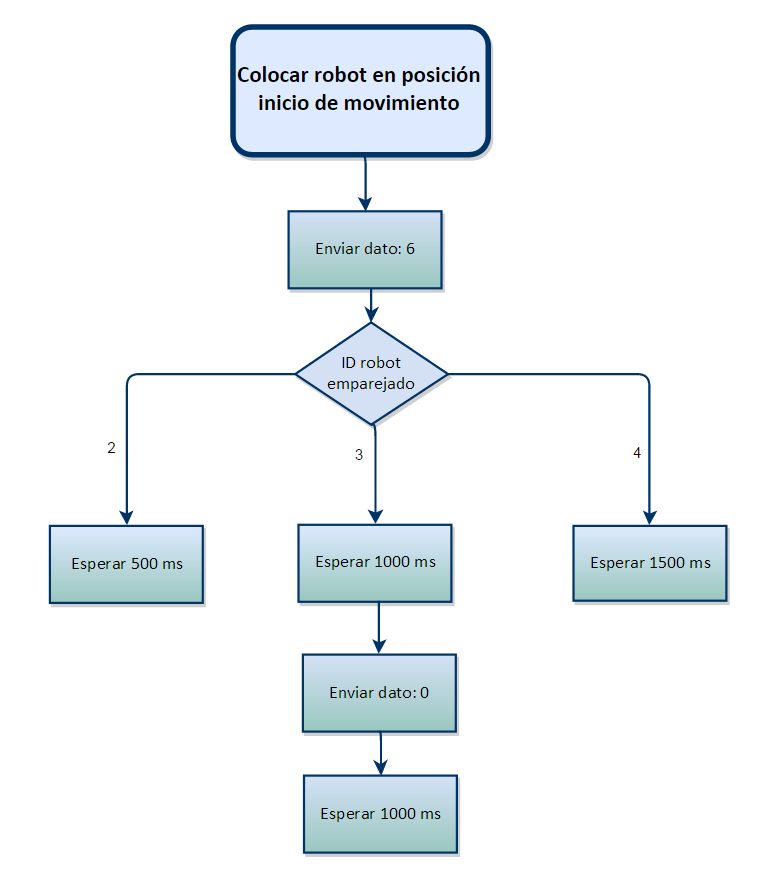 Colocar robot en posición
inicio de movimiento
Enviar dato: 6
ID robot
emparejado
2
3
4
Esperar 500 ms
Esperar 1000 ms
Esperar 1500 ms
Enviar dato: 0
Esperar 1000 ms